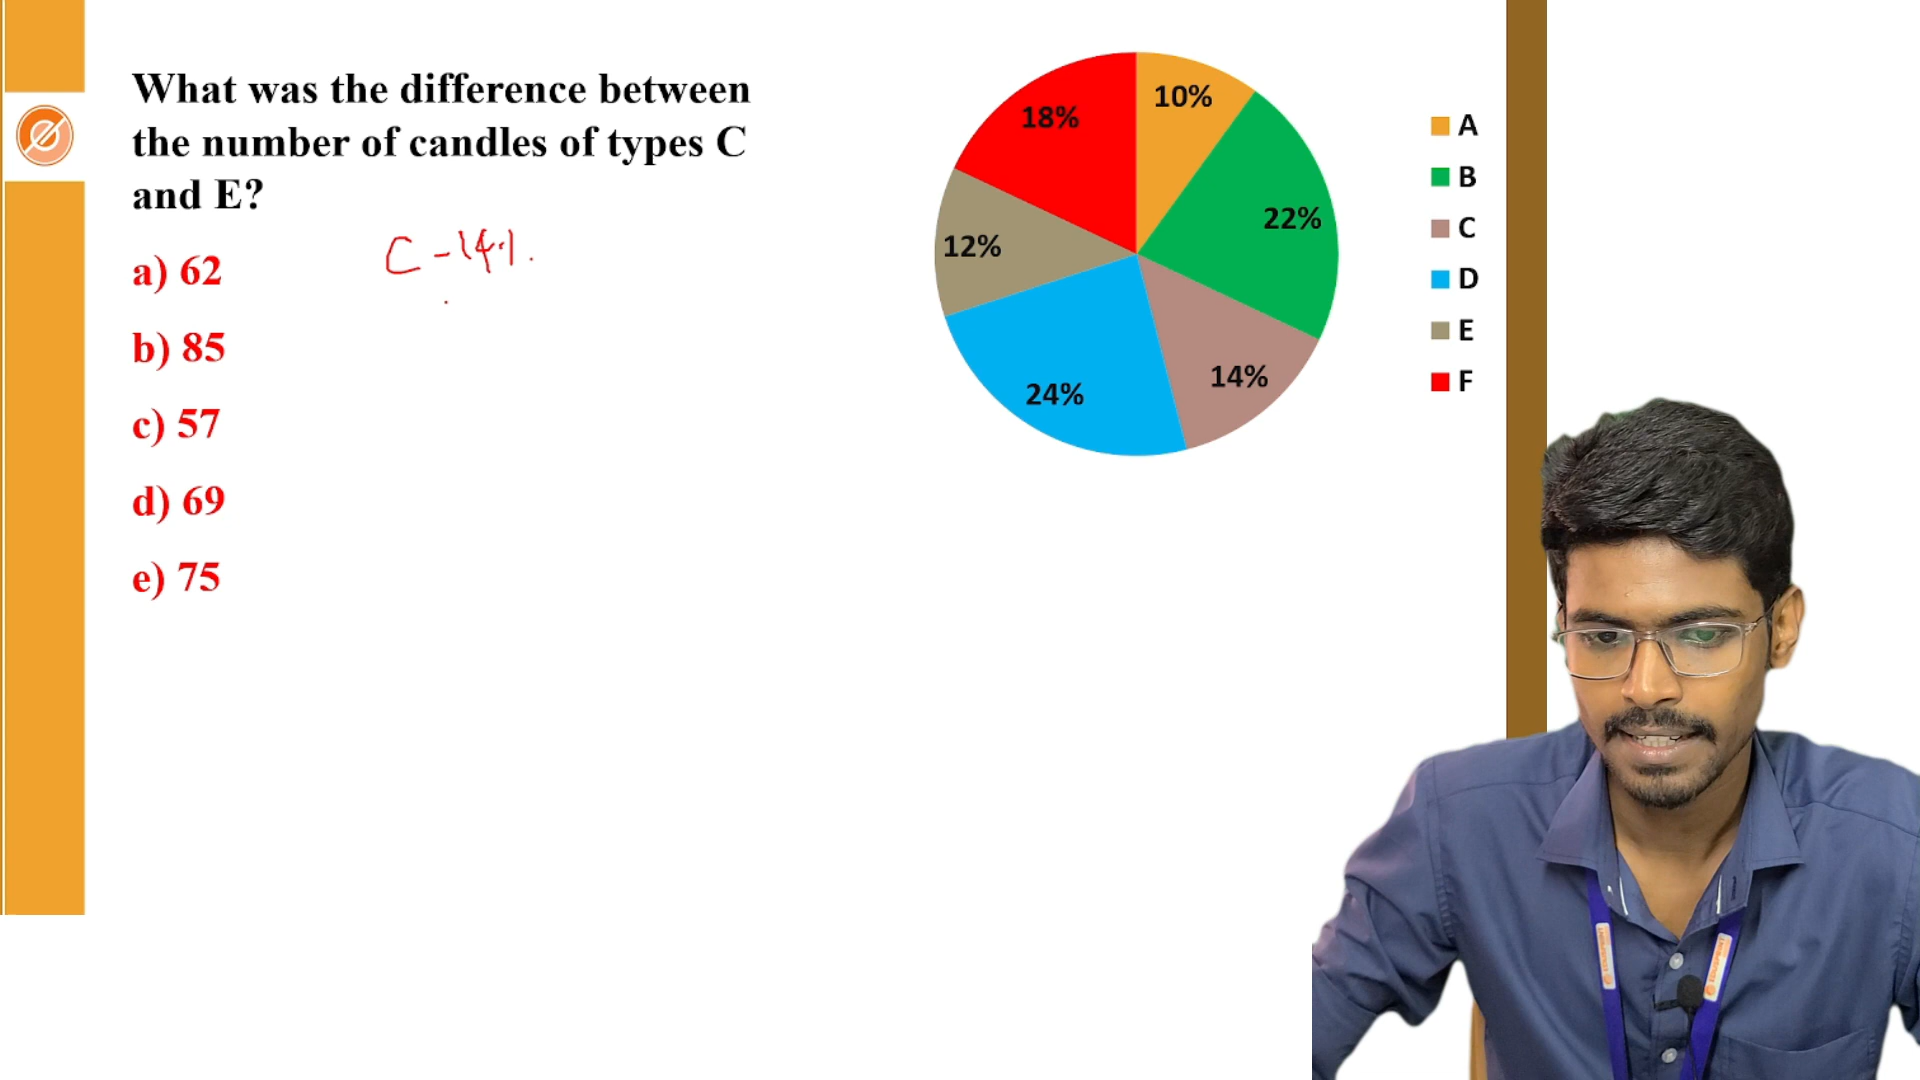 What was the difference between
the number of candles of types C
and E?
a) 62
b) 85
c) 57
d) 69
e) 75
C - 14%.
10%
22%
14%
24%
12%
18%
A
B
C
D
E
F